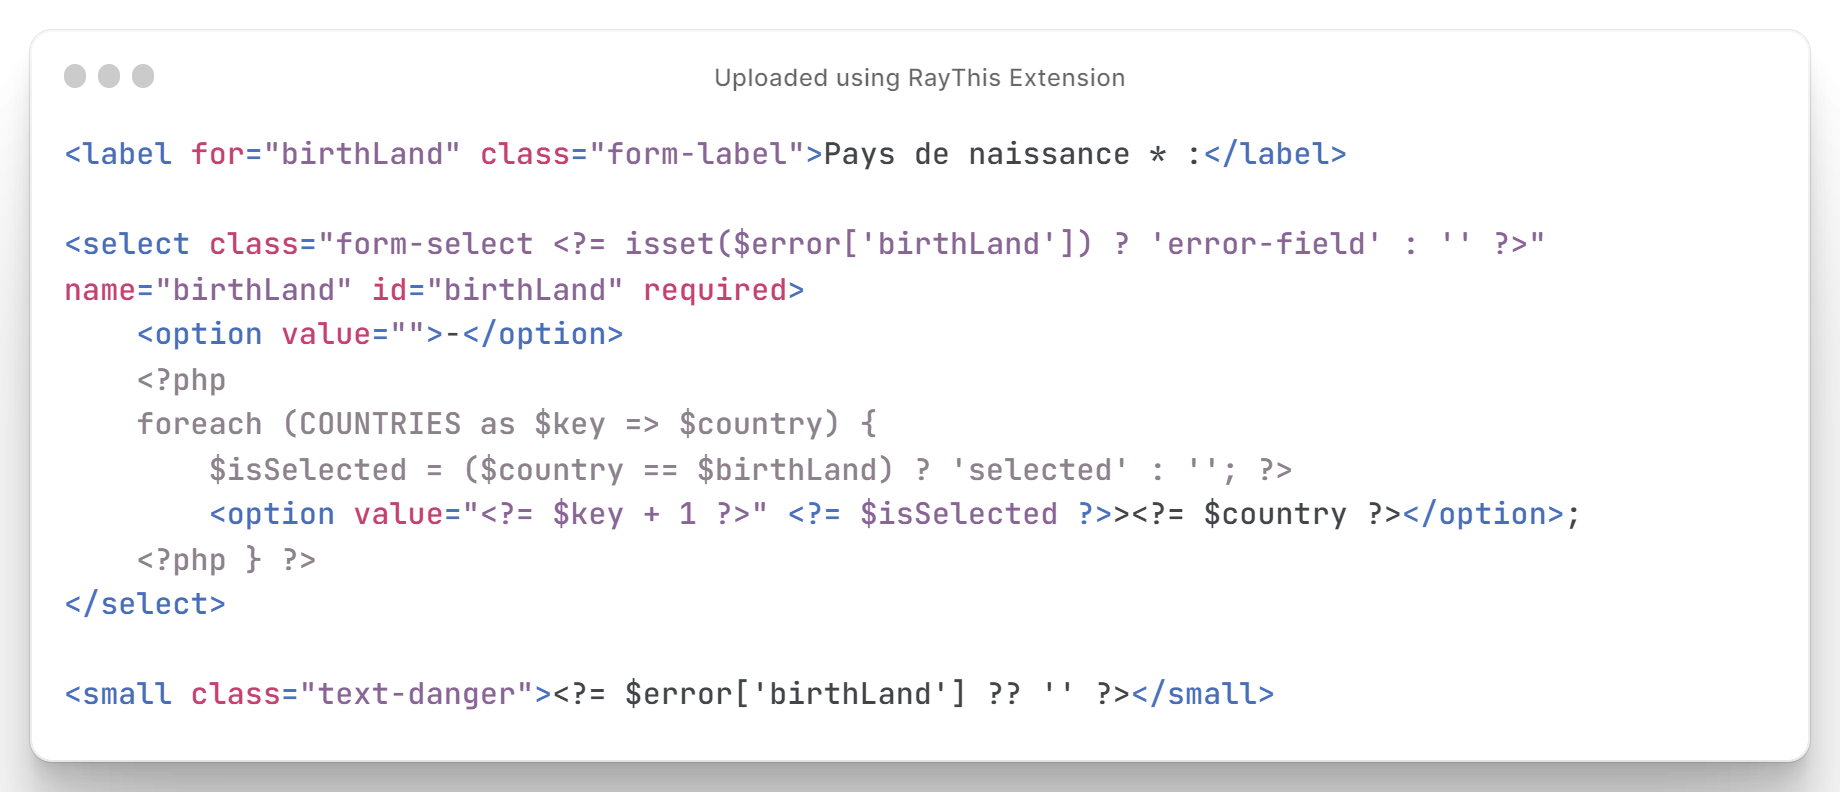 Uploaded using RayThis Extension
<label for="birthLand" class="form-label">Pays de naissance * :</label>
<select class="form-select <?= isset($error['birthLand']) ? 'error-field' : '' ?>"
name="birthLand" id="birthLand" required>
    <option value="">-</option>
    <?php
    foreach (COUNTRIES as $key => $country) {
        $isSelected = ($country == $birthLand) ? 'selected' : ''; ?>
        <option value="<?= $key + 1 ?>" <?= $isSelected ?>><?= $country ?></option>;
    <?php } ?>
</select>
<small class="text-danger"><?= $error['birthLand'] ?? '' ?></small>